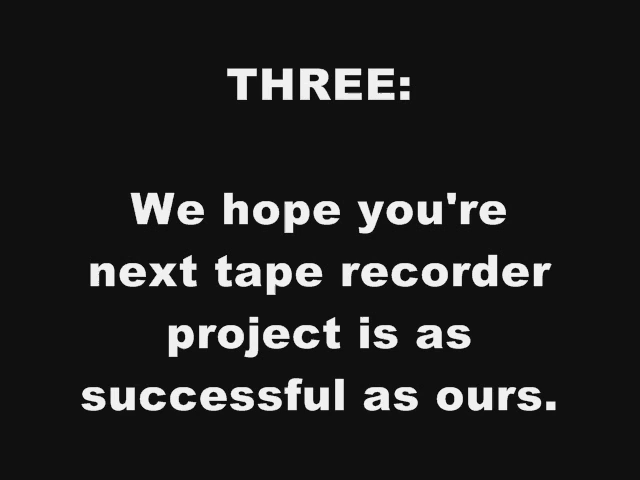 THREE:
We hope you're
next tape recorder
project is as
successful as ours.